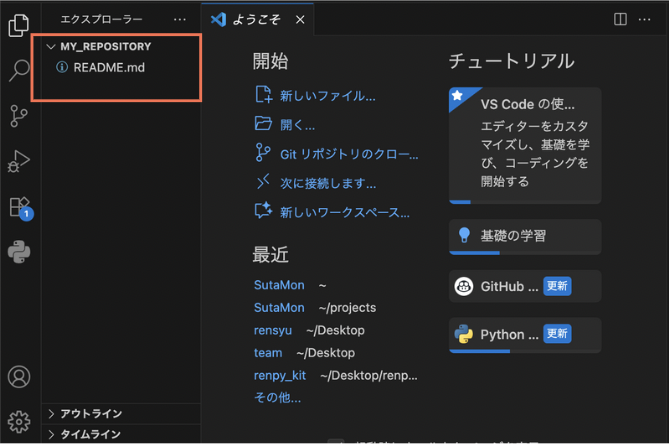 エクスプローラー
···
ようこそ
···
MY_REPOSITORY
README.md
開始
新しいファイル...
開く...
Git リポジトリのクロー...
次に接続します...
新しいワークスペース...
最近
SutaMon ~
SutaMon ~/projects
rensyu ~/Desktop
team ~/Desktop
renpy_kit ~/Desktop/renp...
その他...
チュートリアル
VS Code の使...
エディターをカスタ
マイズし、基礎を学
び、コーディングを
開始する
基礎の学習
GitHub ... 更新
Python ... 更新
1
アウトライン
タイムライン